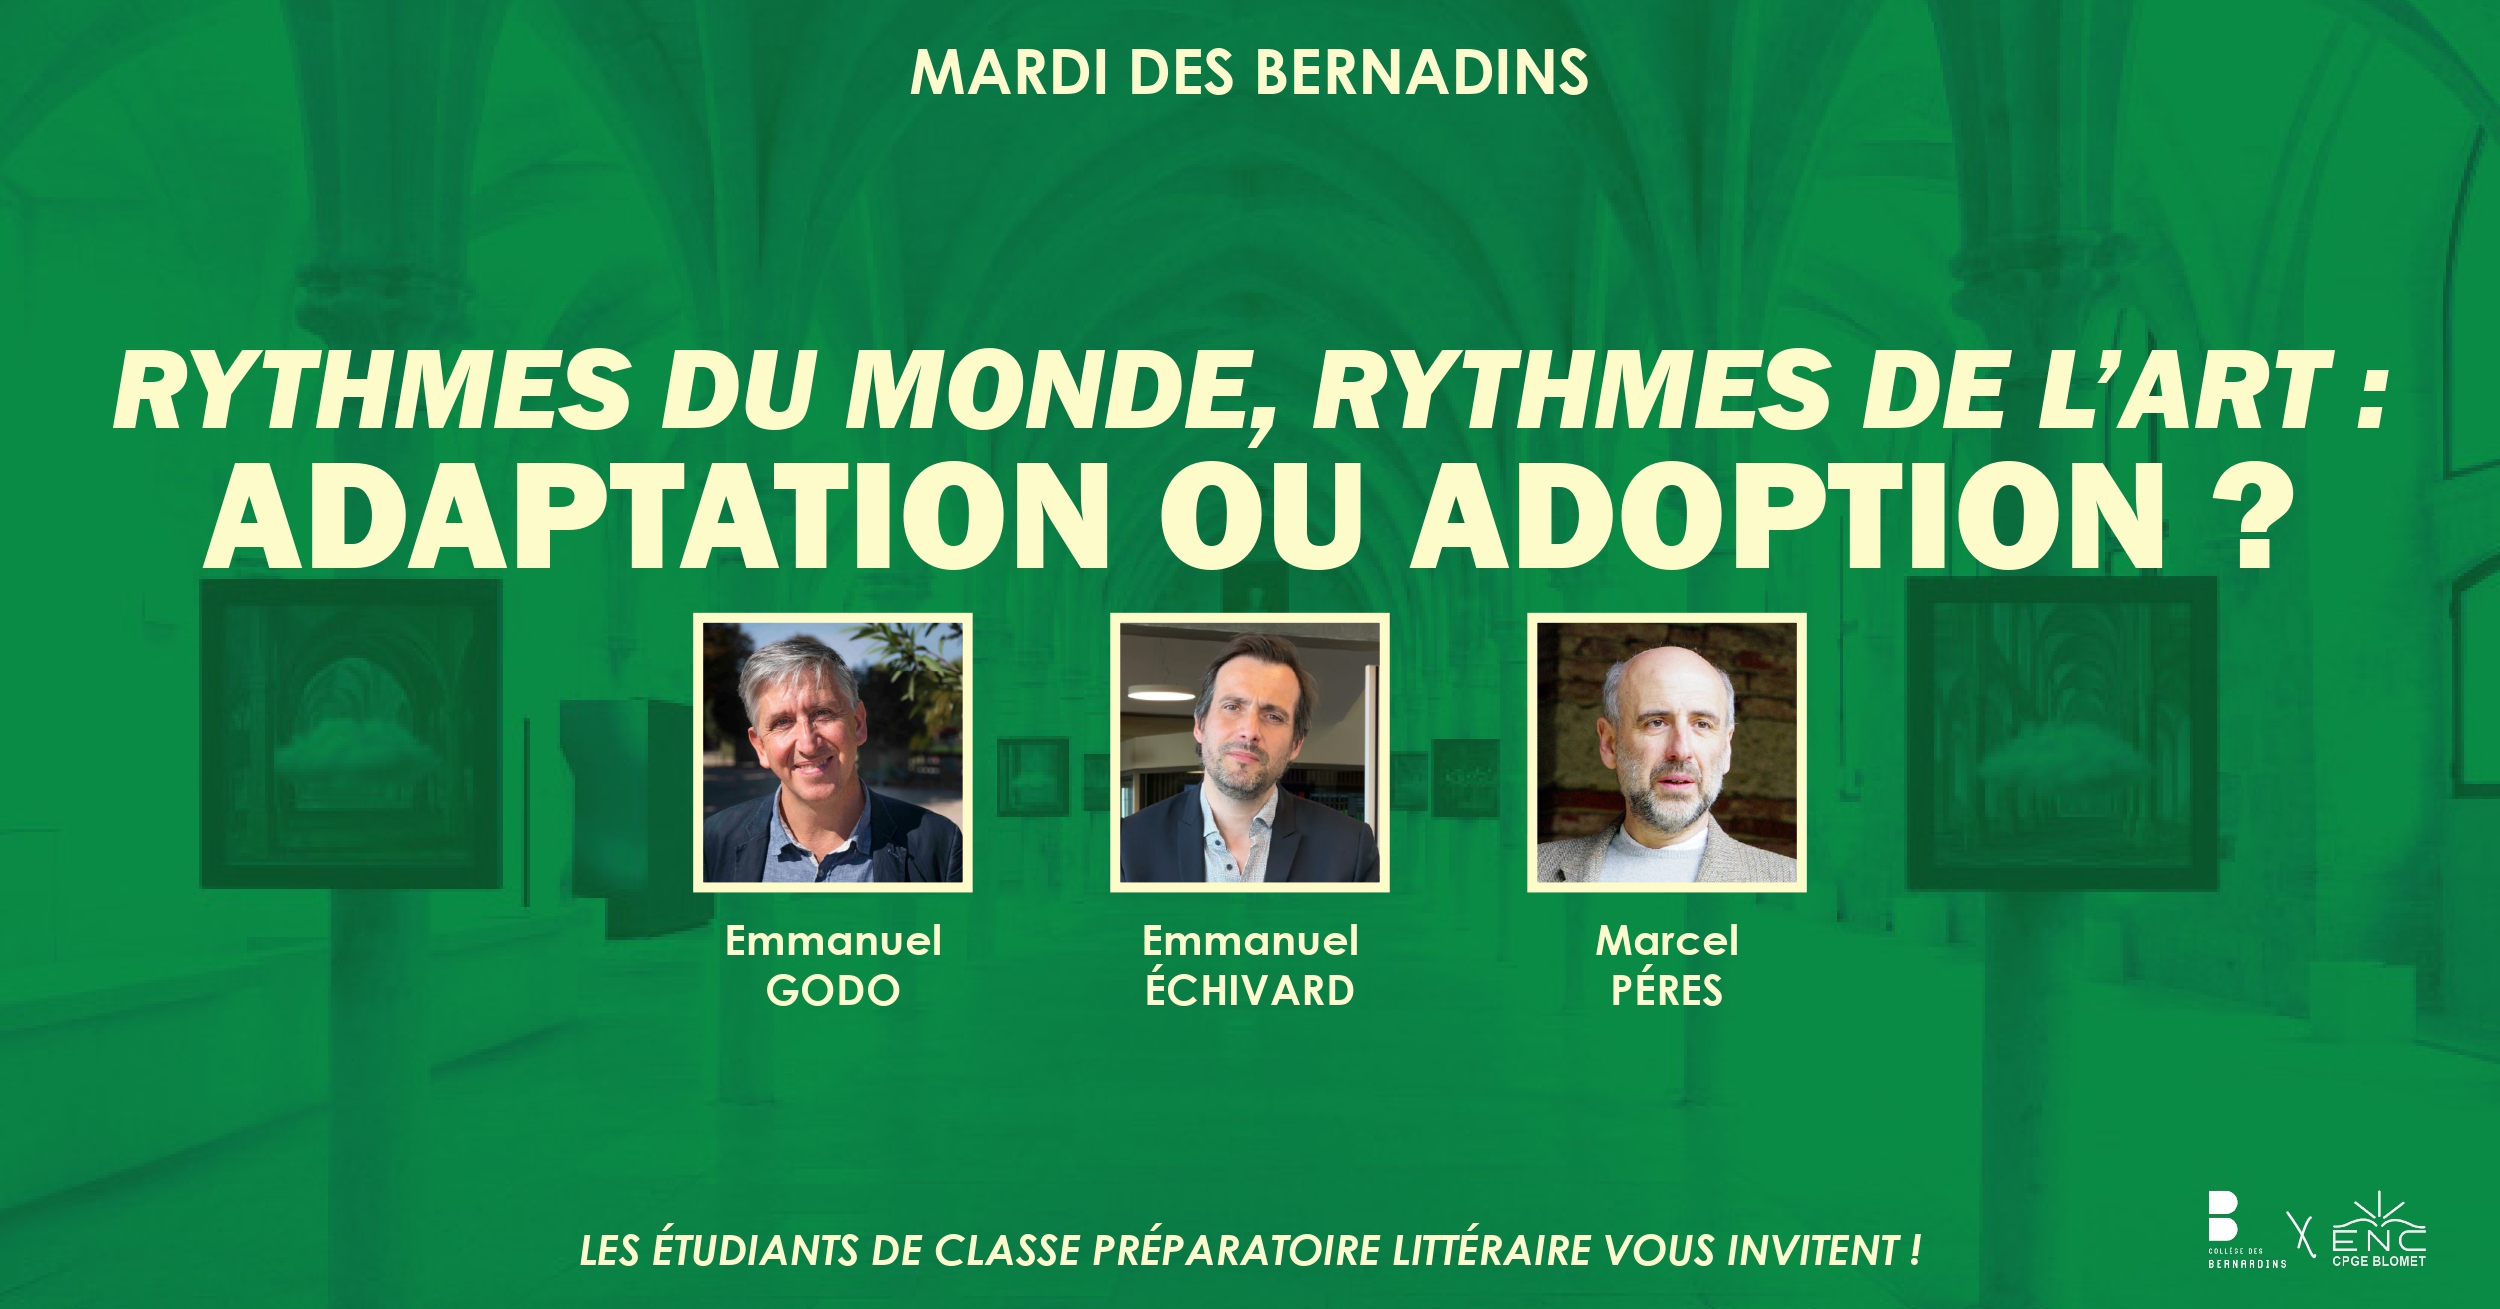 MARDI DES BERNADINS
RYTHMES DU MONDE, RYTHMES DE L’ART :
ADAPTATION OU ADOPTION ?
Emmanuel
GODO
Emmanuel
ÉCHIVARD
Marcel
PÉRES
LES ÉTUDIANTS DE CLASSE PRÉPARATOIRE LITTÉRAIRE VOUS INVITENT !
B
COLLÈGE DES
BERNARDINS
X
ENC
CPGE BLOMET